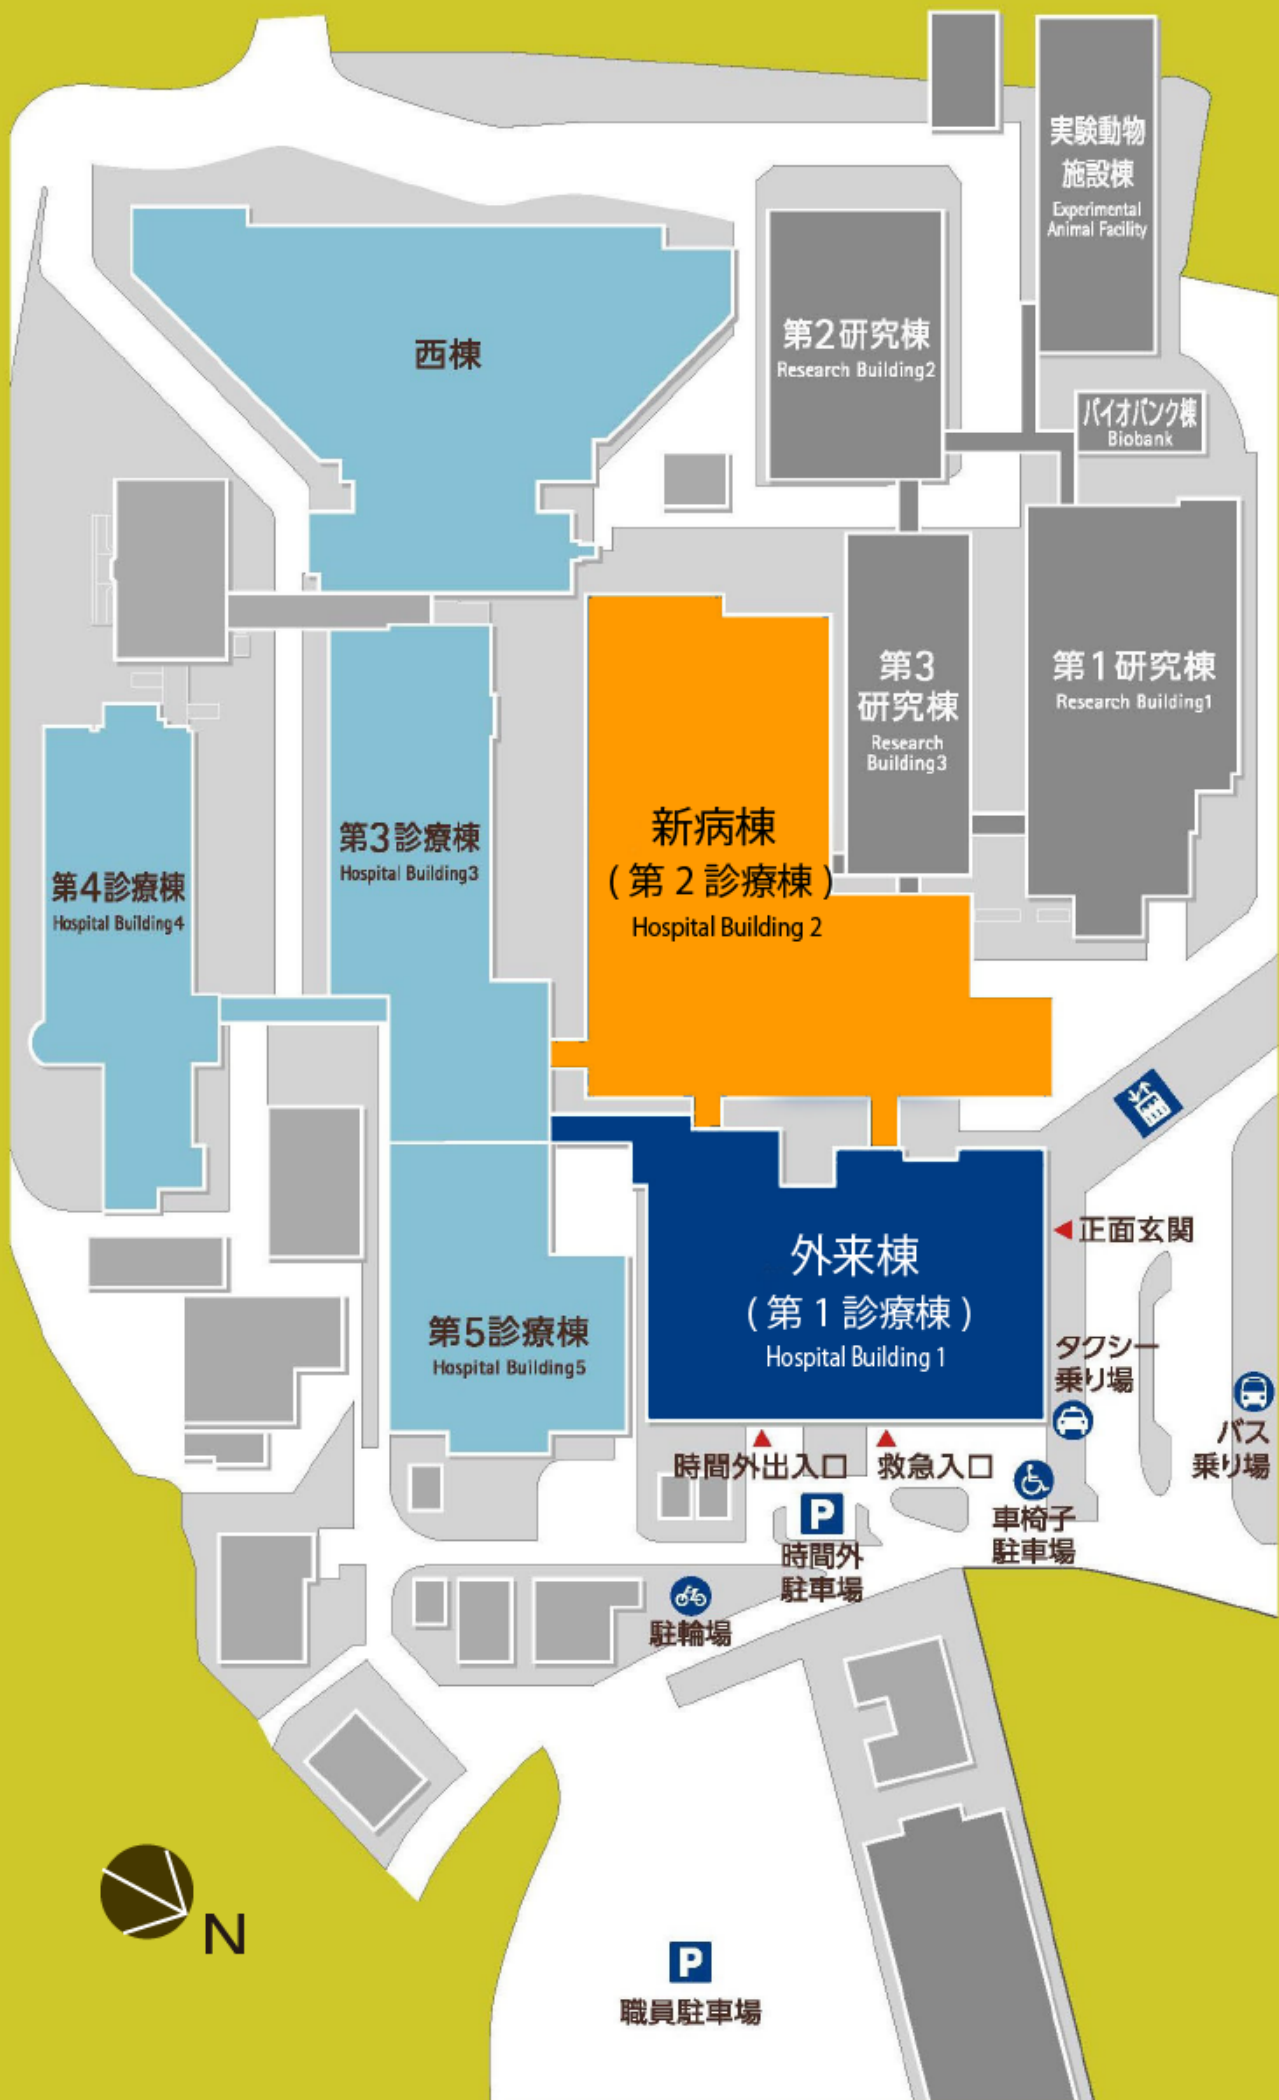 実験動物
施設棟
Experimental
Animal Facility
第2研究棟
Research Building2
西棟
バイオバンク棟
Biobank
第3
研究棟
Research
Building3
第1研究棟
Research Building1
新病棟
(第2診療棟)
Hospital Building 2
第3診療棟
Hospital Building3
第4診療棟
Hospital Building4
正面玄関
外来棟
(第1診療棟)
Hospital Building 1
第5診療棟
Hospital Building5
タクシー
乗り場
バス
乗り場
時間外出入口
救急入口
車椅子
駐車場
P
時間外
駐車場
駐輪場
N
P
職員駐車場